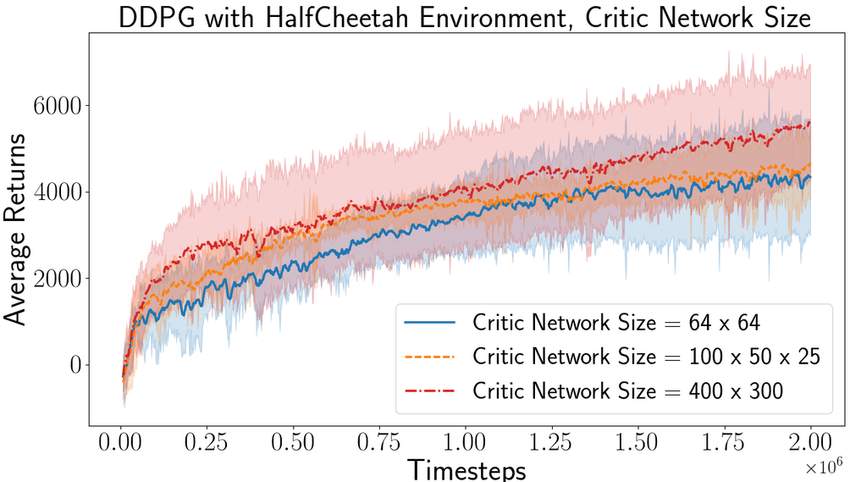 DDPG with HalfCheetah Environment, Critic Network Size
Average Returns
6000
4000
2000
0
Critic Network Size = 64 x 64
Critic Network Size = 100 x 50 x 25
Critic Network Size = 400 x 300
0.00 0.25 0.50 0.75 1.00 1.25 1.50 1.75 2.00
Timesteps
×10⁶